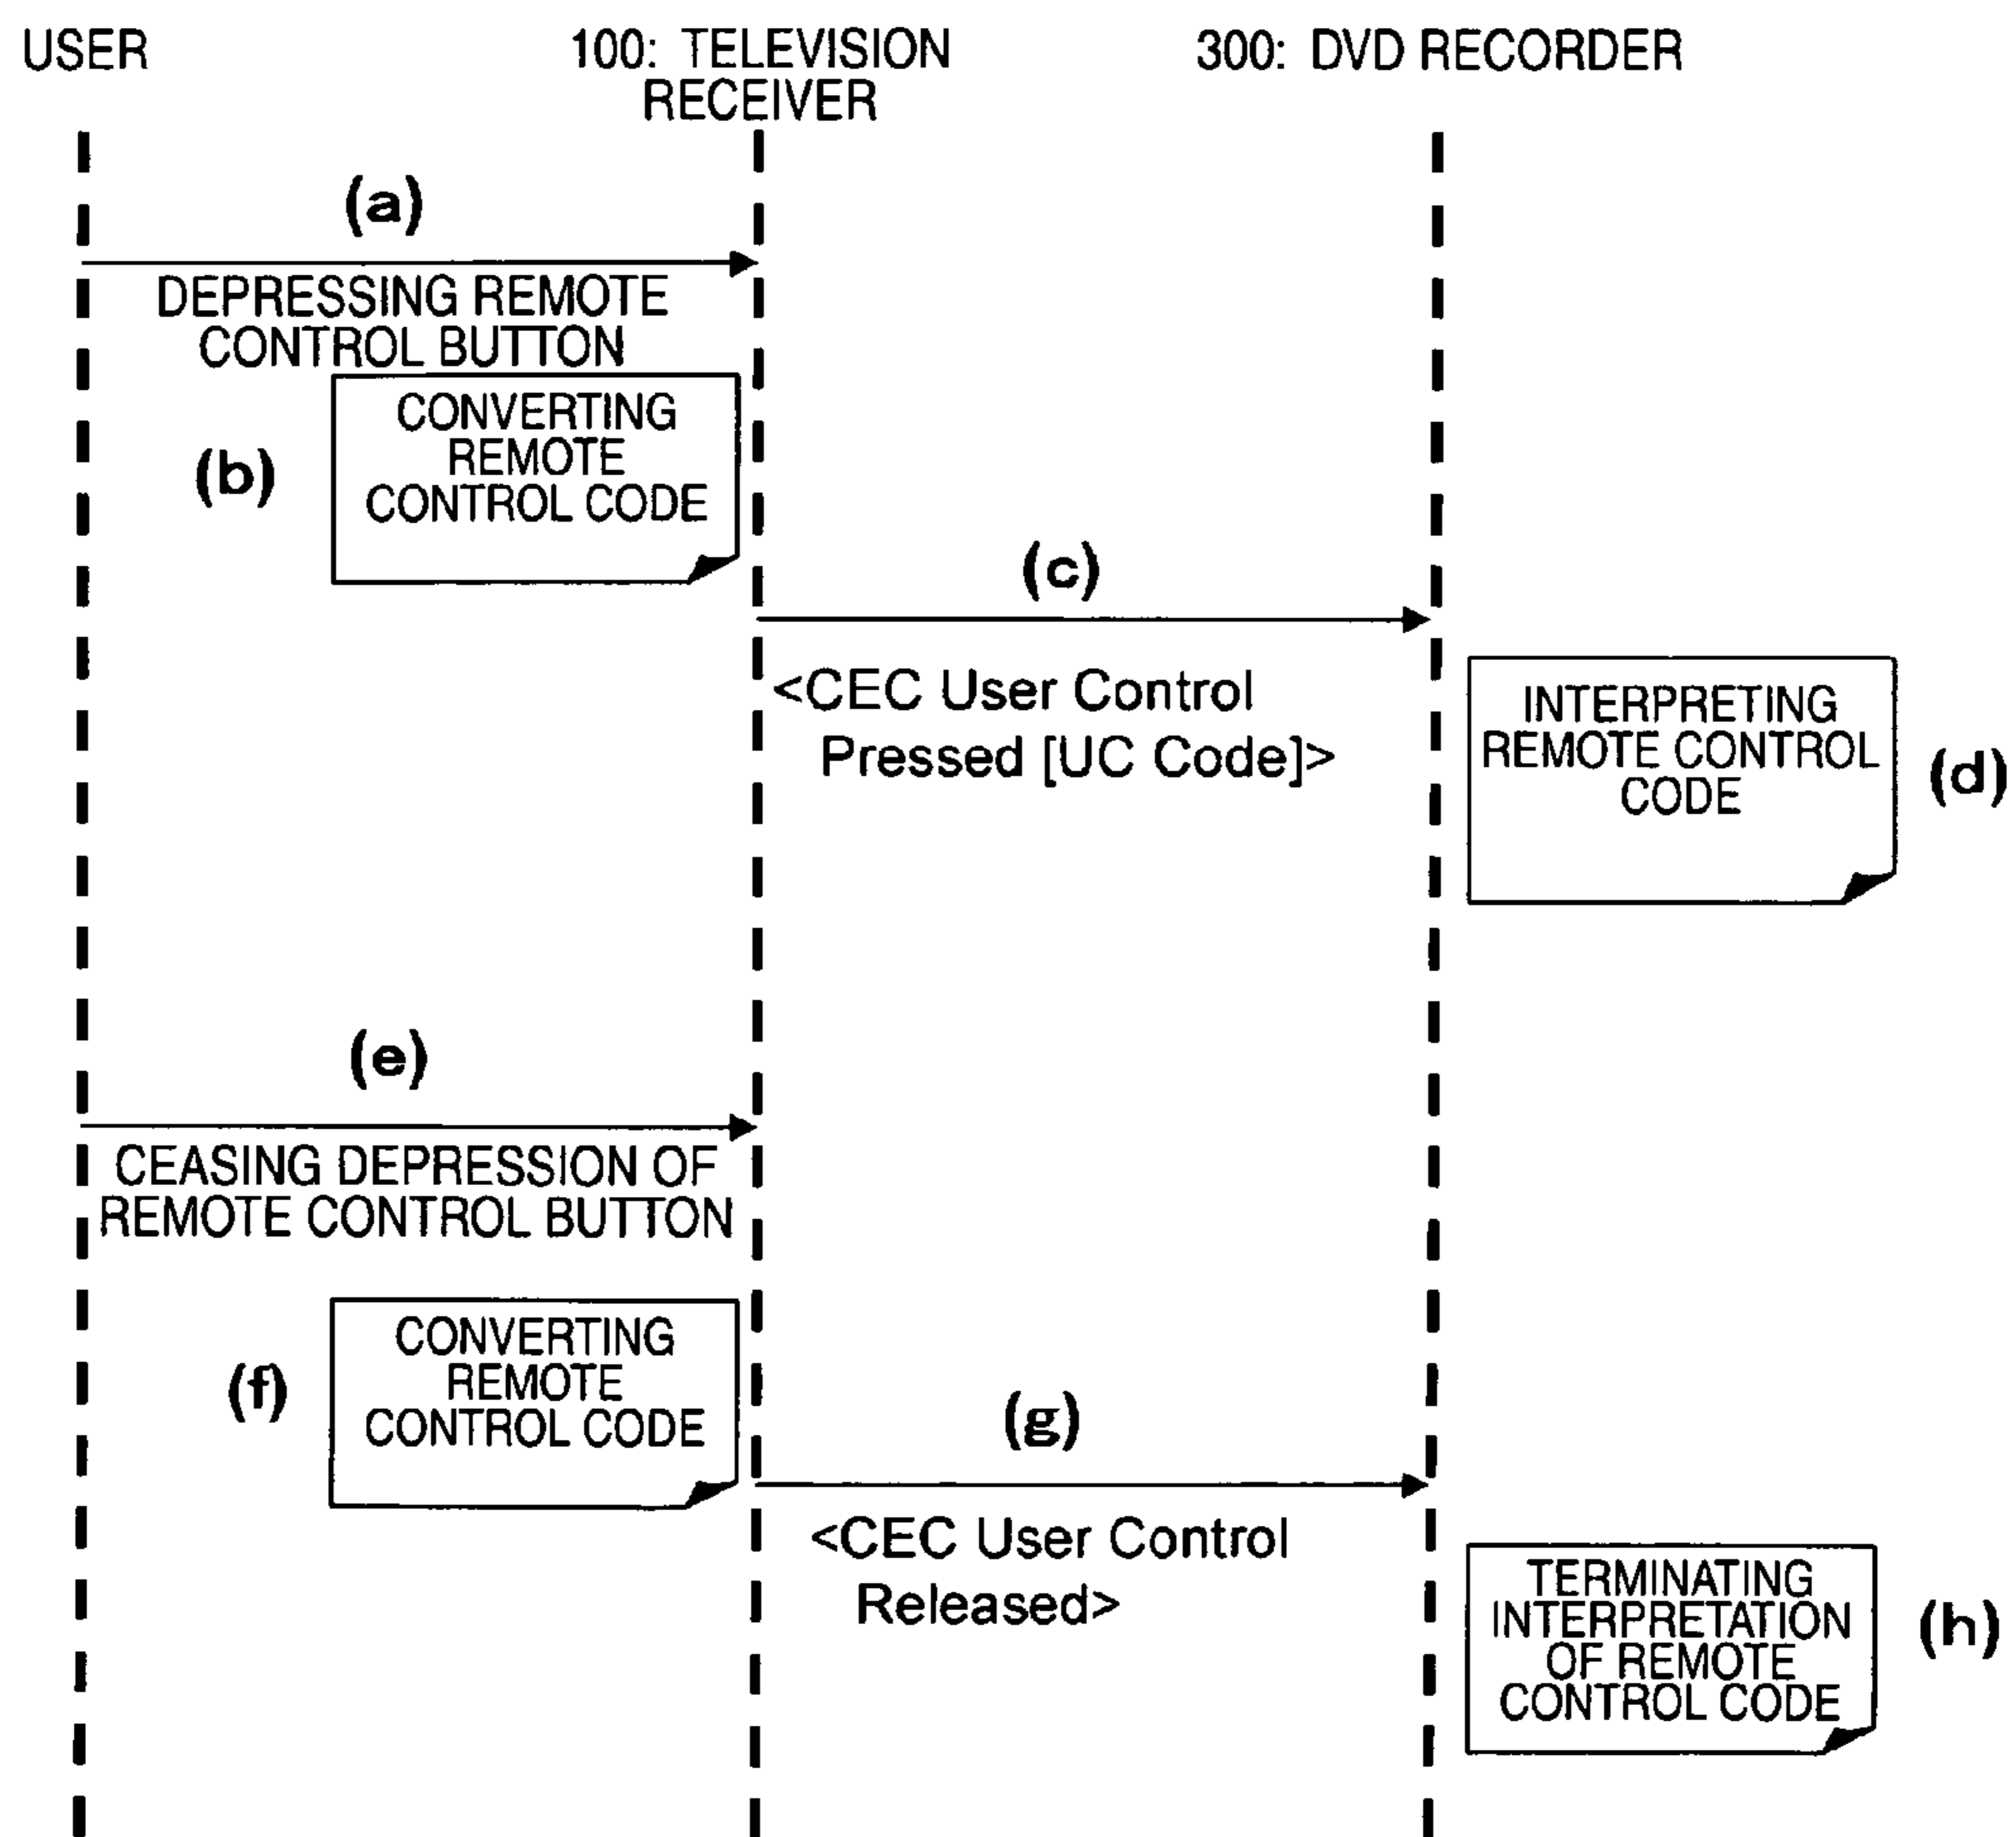 USER
100: TELEVISION
RECEIVER
300: DVD RECORDER
(a)
DEPRESSING REMOTE
CONTROL BUTTON
(b)
CONVERTING
REMOTE
CONTROL CODE
(c)
<CEC User Control
Pressed [UC Code]>
INTERPRETING
REMOTE CONTROL
CODE
(d)
(e)
CEASING DEPRESSION OF
REMOTE CONTROL BUTTON
(f)
CONVERTING
REMOTE
CONTROL CODE
(g)
<CEC User Control
Released>
TERMINATING
INTERPRETATION
OF REMOTE
CONTROL CODE
(h)